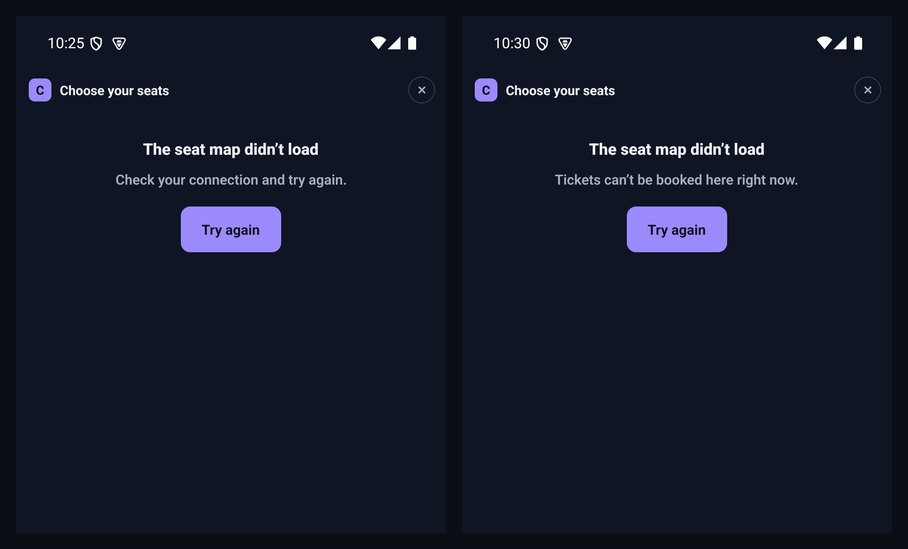 10:25
C Choose your seats
The seat map didn’t load
Check your connection and try again.
Try again
10:30
C Choose your seats
The seat map didn’t load
Tickets can’t be booked here right now.
Try again